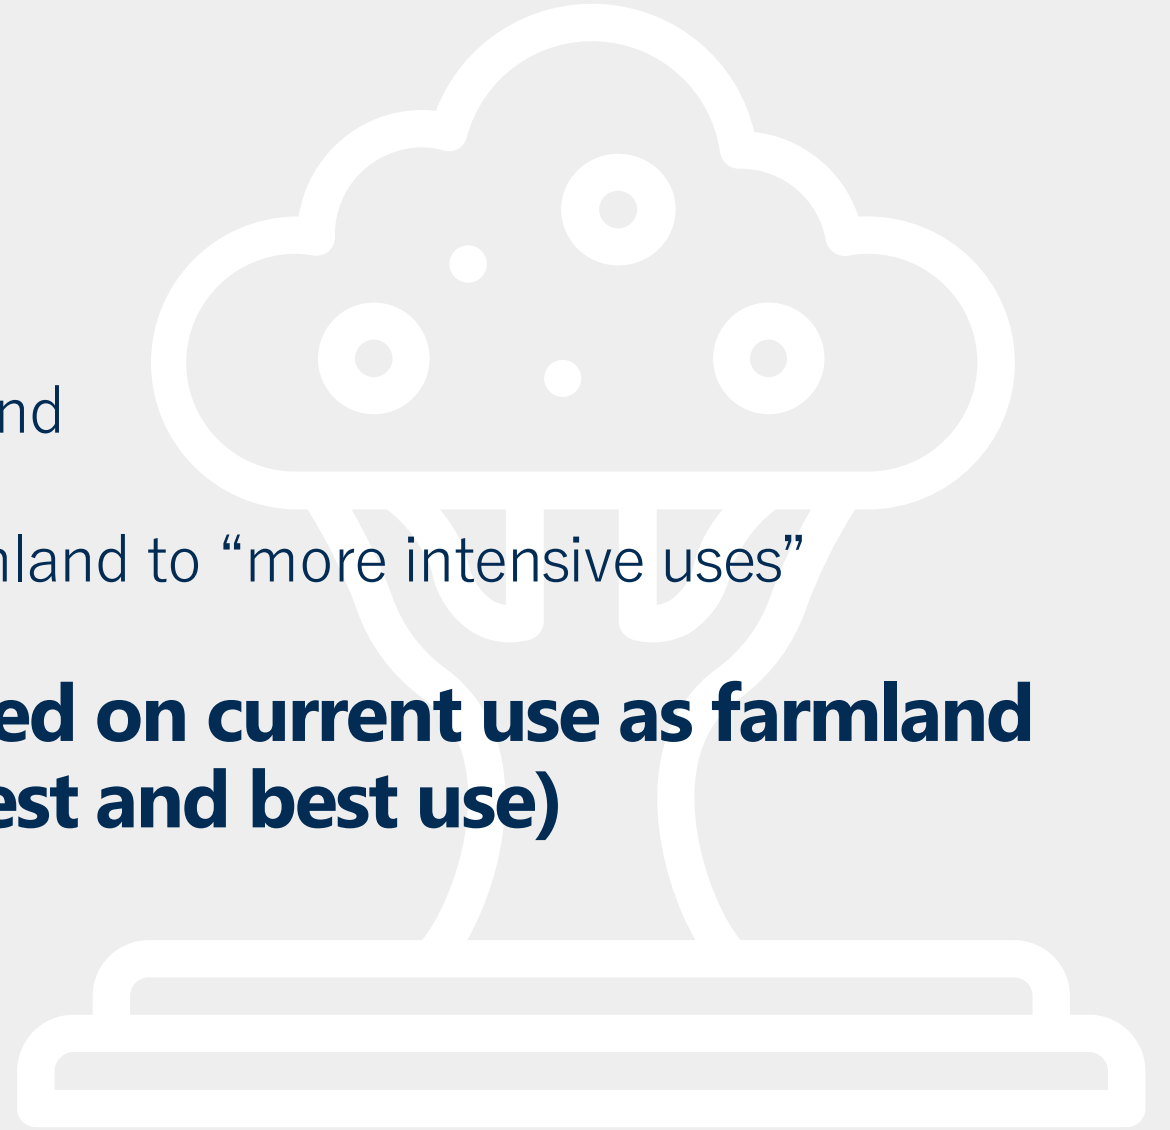 nd
nland to “more intensive uses”
ed on current use as farmland
est and best use)